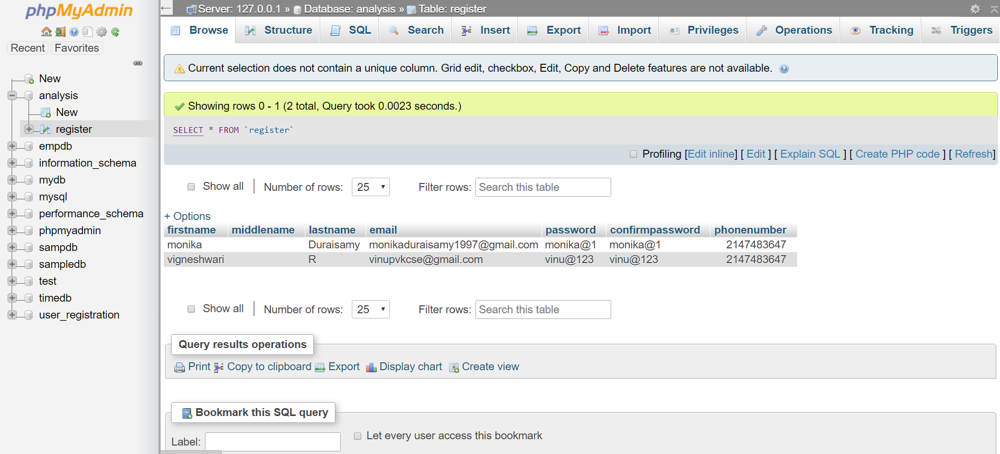 phpMyAdmin
Recent Favorites
New
analysis
New
register
empdb
information_schema
mydb
mysql
performance_schema
phpmyadmin
sampdb
sampledb
test
timedb
user_registration
Server: 127.0.0.1 » Database: analysis » Table: register
Browse Structure SQL Search Insert Export Import Privileges Operations Tracking Triggers
Current selection does not contain a unique column. Grid edit, checkbox, Edit, Copy and Delete features are not available.
Showing rows 0 - 1 (2 total, Query took 0.0023 seconds.)
SELECT * FROM `register`
Profiling [Edit inline] [ Edit ] [ Explain SQL ] [ Create PHP code ] [ Refresh]
Show all | Number of rows: 25 Filter rows: Search this table
+ Options
firstname middlename lastname email password confirmpassword phonenumber
monika Duraisamy monikaduraisamy1997@gmail.com monika@1 monika@1 2147483647
vigneshwari R vinupvkcse@gmail.com vinu@123 vinu@123 2147483647
Show all | Number of rows: 25 Filter rows: Search this table
Query results operations
Print Copy to clipboard Export Display chart Create view
Bookmark this SQL query
Label: Let every user access this bookmark